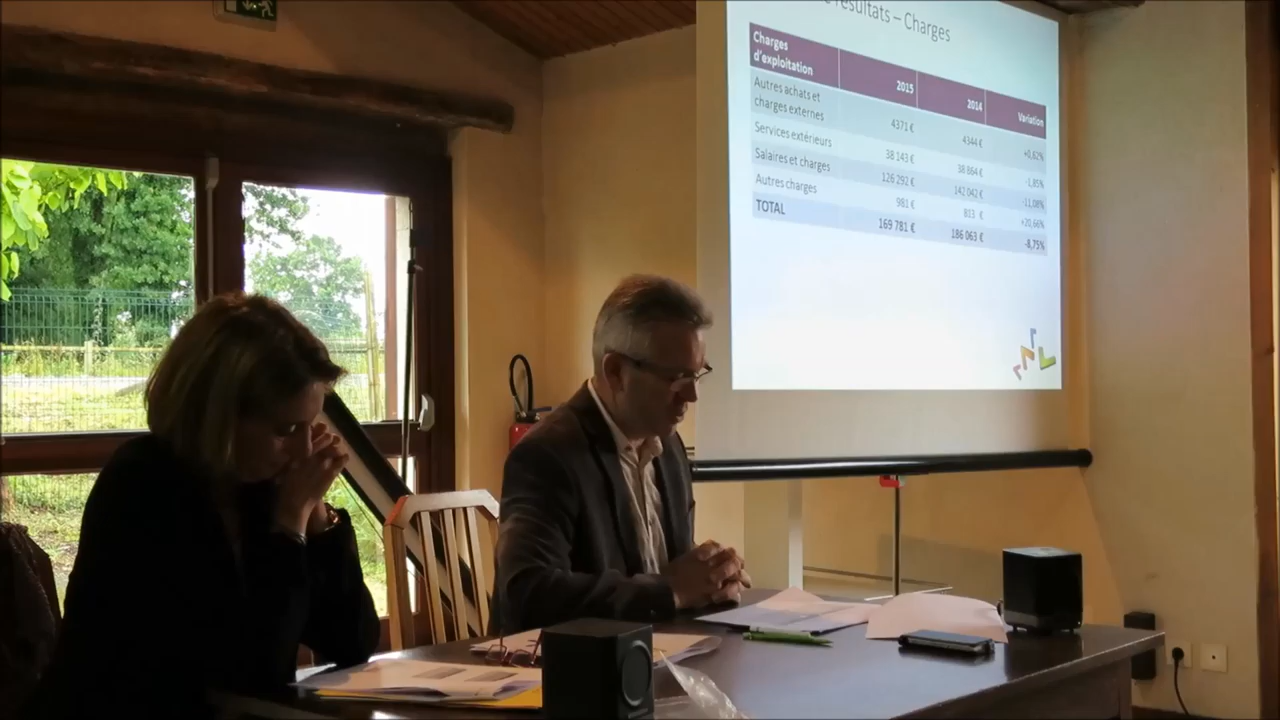 résultats – Charges
Charges d'exploitation 2015 2014 Variation
Autres achats et charges externes 4371 € 4344 € +0,62%
Services extérieurs 38 143 € 38 864 € -1,85%
Salaires et charges 126 292 € 142 042 € -11,08%
Autres charges 981 € 813 € +20,66%
TOTAL 169 781 € 186 063 € -8,75%